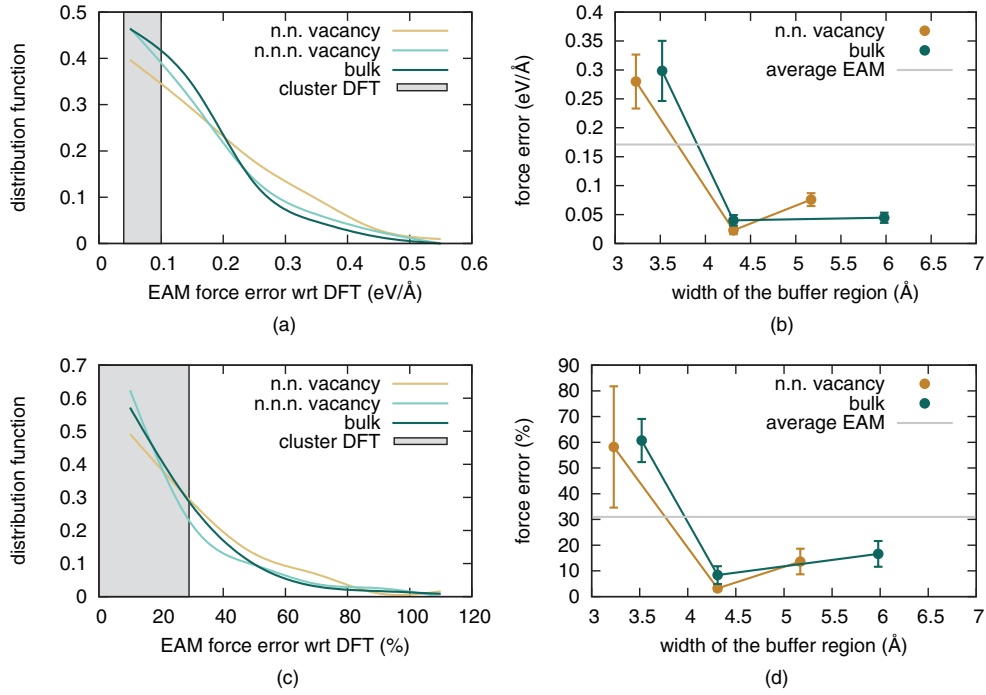 0.5
0.4
0.3
0.2
0.1
0
distribution function
n.n. vacancy
n.n.n. vacancy
bulk
cluster DFT
0 0.1 0.2 0.3 0.4 0.5 0.6
EAM force error wrt DFT (eV/Å)
(a)
0.4
0.35
0.3
0.25
0.2
0.15
0.1
0.05
0
force error (eV/Å)
n.n. vacancy
bulk
average EAM
3 3.5 4 4.5 5 5.5 6 6.5 7
width of the buffer region (Å)
(b)
0.7
0.6
0.5
0.4
0.3
0.2
0.1
0
distribution function
n.n. vacancy
n.n.n. vacancy
bulk
cluster DFT
0 20 40 60 80 100 120
EAM force error wrt DFT (%)
(c)
90
80
70
60
50
40
30
20
10
0
force error (%)
n.n. vacancy
bulk
average EAM
3 3.5 4 4.5 5 5.5 6 6.5 7
width of the buffer region (Å)
(d)